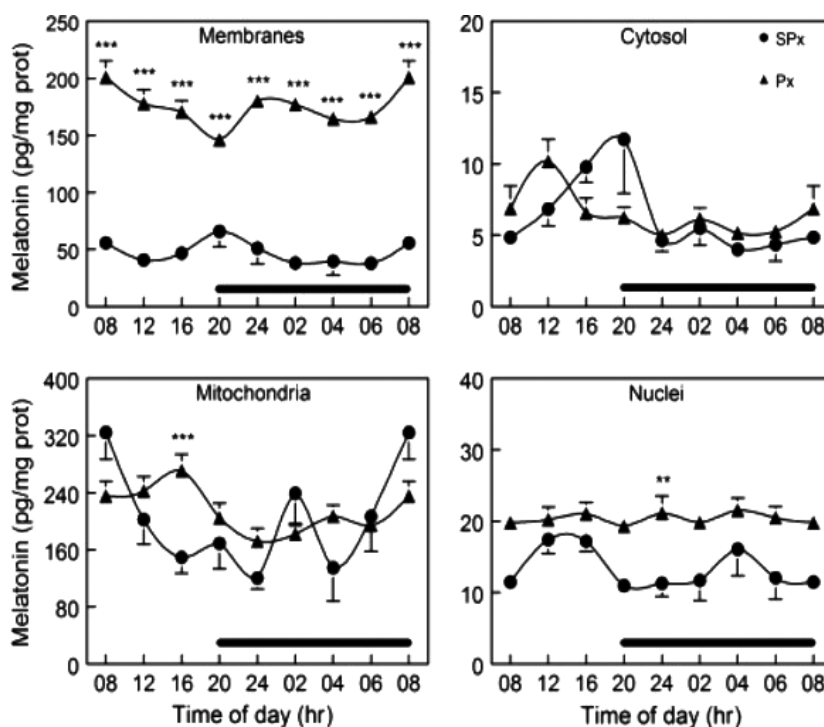 Membranes
Melatonin (pg/mg prot)
250
200
150
100
50
0
*** *** *** *** *** *** *** *** ***
08 12 16 20 24 02 04 06 08
Cytosol
SPx
Px
20
15
10
5
0
08 12 16 20 24 02 04 06 08
Mitochondria
Melatonin (pg/mg prot)
400
320
240
160
80
0
***
08 12 16 20 24 02 04 06 08
Time of day (hr)
Nuclei
40
30
20
10
0
**
08 12 16 20 24 02 04 06 08
Time of day (hr)